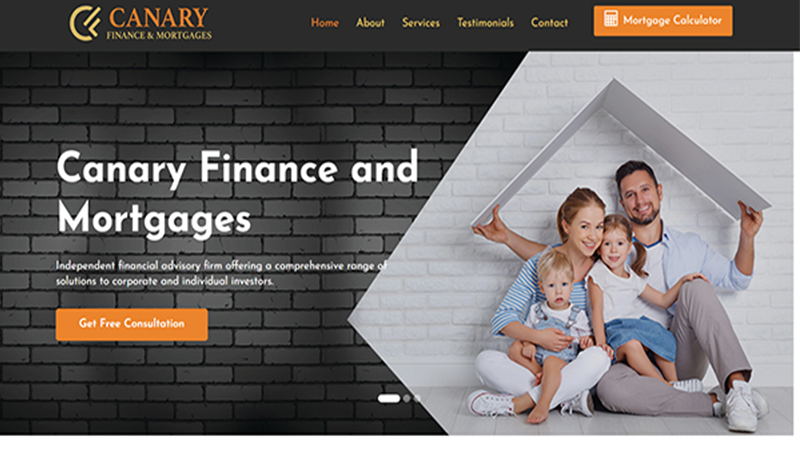 CANARY
FINANCE & MORTGAGES
Home About Services Testimonials Contact Mortgage Calculator
Canary Finance and
Mortgages
Independent financial advisory firm offering a comprehensive range of
solutions to corporate and individual investors.
Get Free Consultation